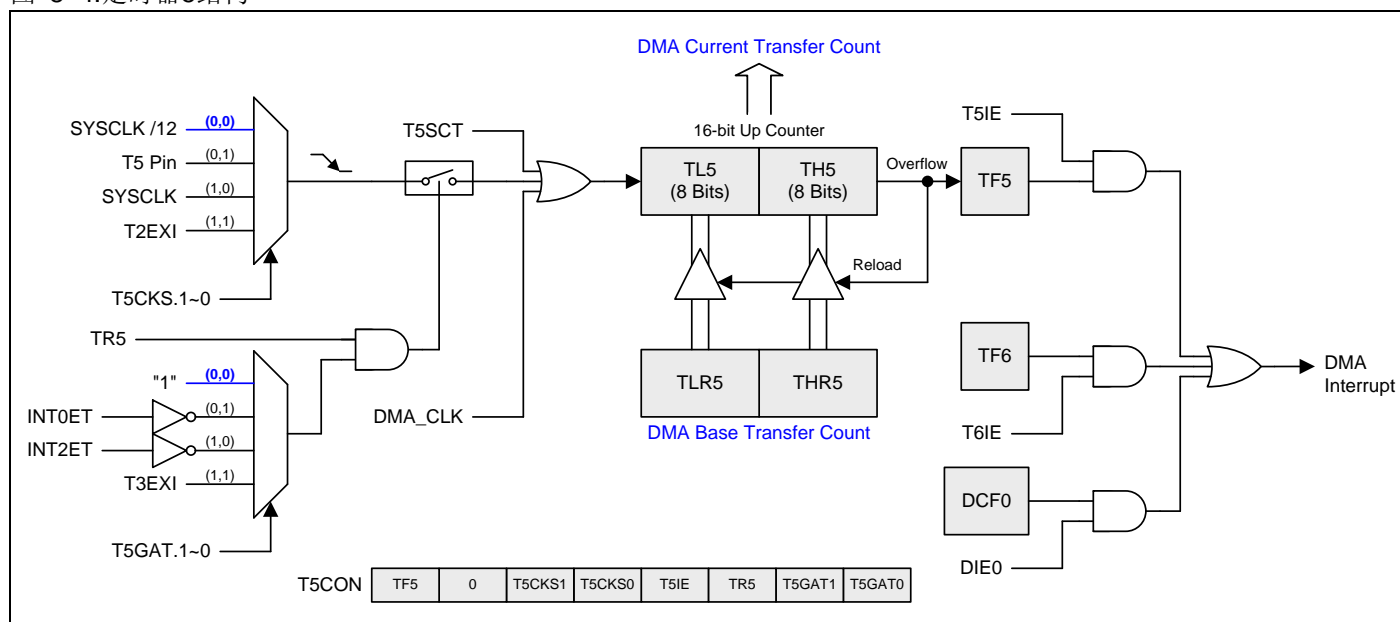 DMA Current Transfer Count
SYSCLK /12
(0,0)
T5 Pin
(0,1)
SYSCLK
(1,0)
T2EXI
(1,1)
T5CKS.1~0
T5SCT
16-bit Up Counter
TL5
(8 Bits)
TH5
(8 Bits)
Overflow
TF5
T5IE
Reload
TR5
"1"
(0,0)
INT0ET
(0,1)
INT2ET
(1,0)
T3EXI
(1,1)
T5GAT.1~0
DMA_CLK
TLR5
THR5
DMA Base Transfer Count
TF6
T6IE
DMA
Interrupt
DCF0
DIE0
T5CON
TF5
0
T5CKS1
T5CKS0
T5IE
TR5
T5GAT1
T5GAT0